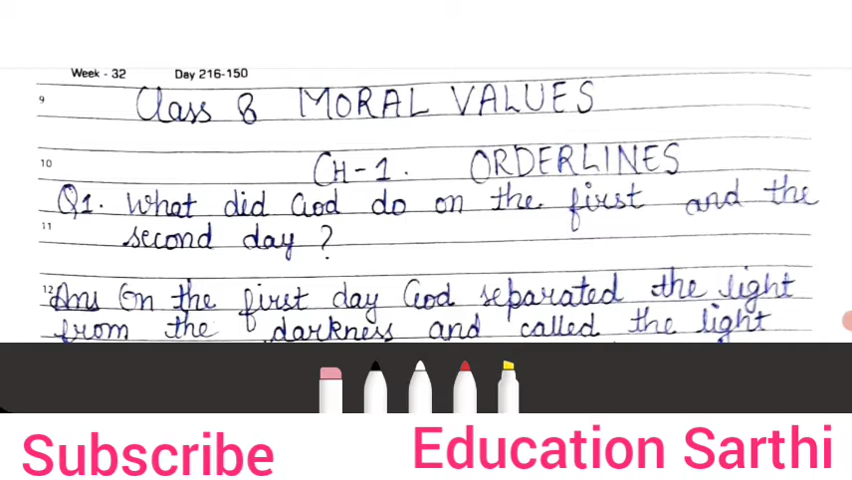 Week - 32 Day 216-150
9
Class 8 MORAL VALUES
10
CH-1. ORDERLINES
Q1. What did God do on the first and the
11
second day ?
12
Ans On the first day God separated the light
from the darkness and called the light
Subscribe Education Sarthi